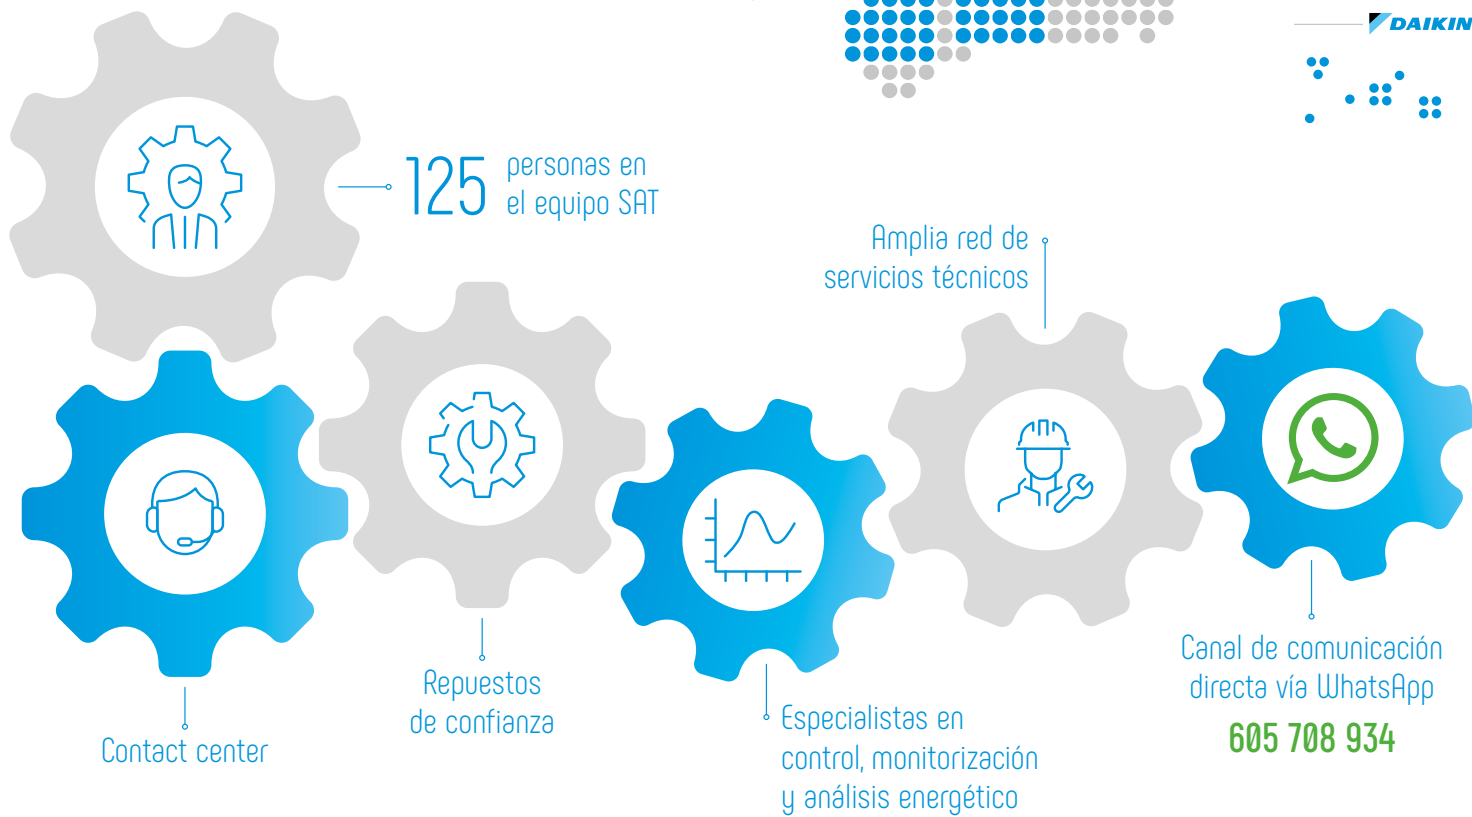 DAIKIN
125
personas en
el equipo SAT
Amplia red de
servicios técnicos
Contact center
Repuestos
de confianza
Especialistas en
control, monitorización
y análisis energético
Canal de comunicación
directa vía WhatsApp
605 708 934